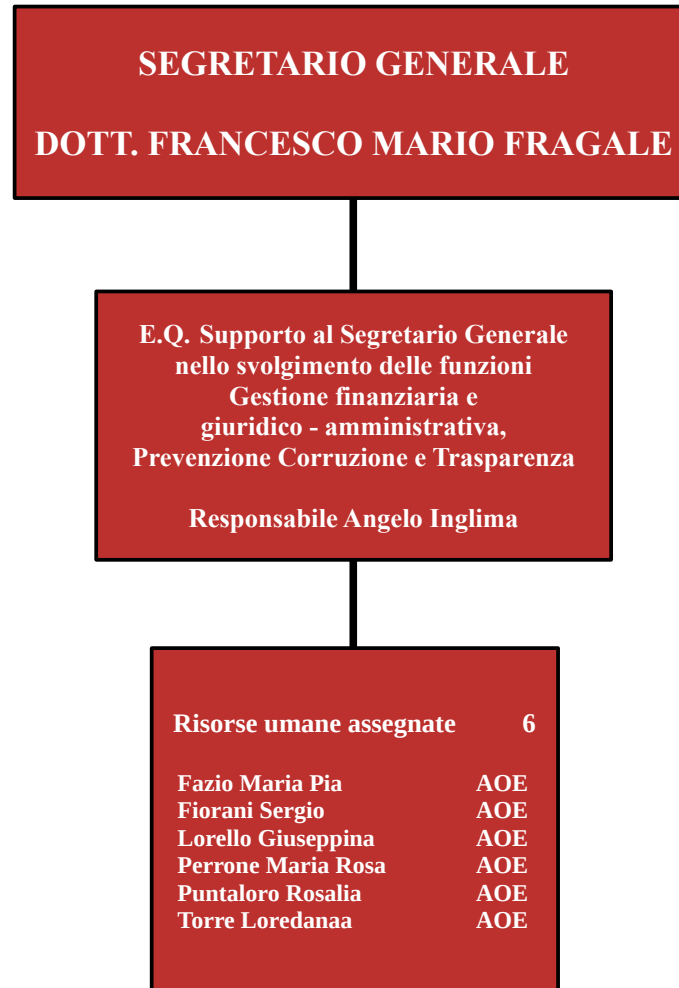 SEGRETARIO GENERALE
DOTT. FRANCESCO MARIO FRAGALE
E.Q. Supporto al Segretario Generale
nello svolgimento delle funzioni
Gestione finanziaria e
giuridico - amministrativa,
Prevenzione Corruzione e Trasparenza
Responsabile Angelo Inglima
Risorse umane assegnate 6
Fazio Maria Pia AOE
Fiorani Sergio AOE
Lorello Giuseppina AOE
Perrone Maria Rosa AOE
Puntaloro Rosalia AOE
Torre Loredanaa AOE